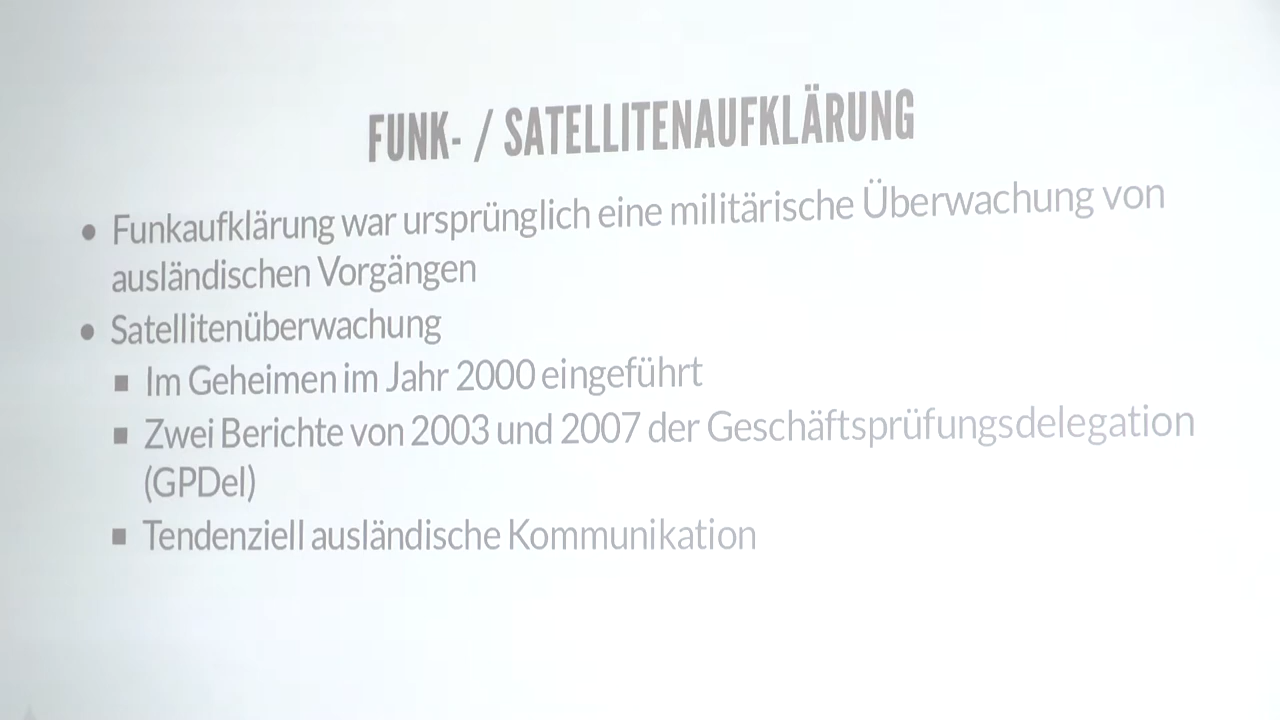 FUNK- / SATELLITENAUFKLÄRUNG
• Funkaufklärung war ursprünglich eine militärische Überwachung von
ausländischen Vorgängen
• Satellitenüberwachung
▪ Im Geheimen im Jahr 2000 eingeführt
▪ Zwei Berichte von 2003 und 2007 der Geschäftsprüfungsdelegation
(GPDel)
▪ Tendenziell ausländische Kommunikation